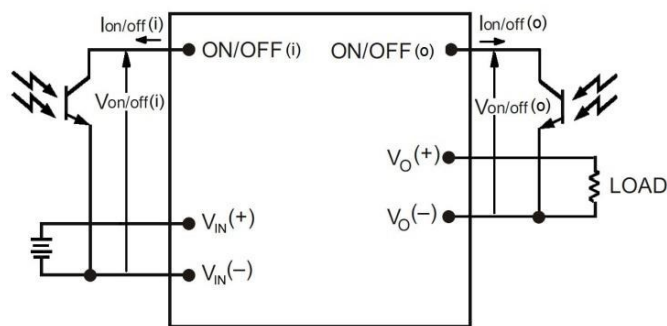 Ion/off(i)
Ion/off(o)
ON/OFF(i)
ON/OFF(o)
Von/off(i)
Von/off(o)
VO(+)
LOAD
VIN(+)
VO(−)
VIN(−)